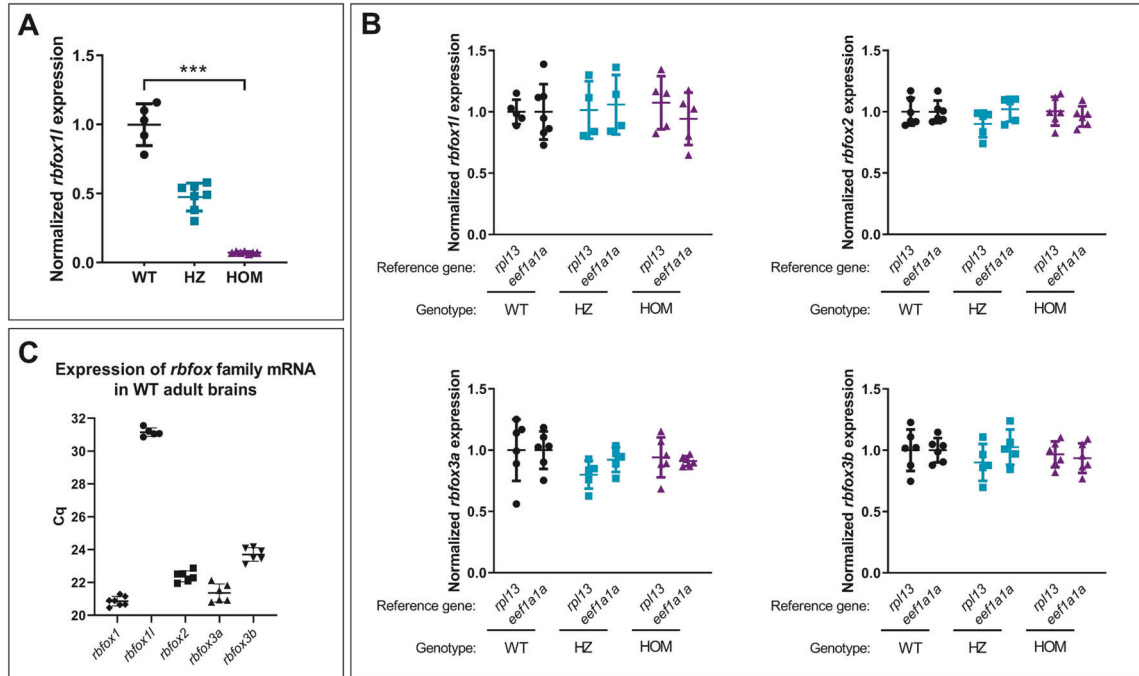 A
Normalized rbfox1l expression
1.5
1.0
0.5
0.0
***
WT HZ HOM
B
Normalized rbfox1l expression
1.5
1.0
0.5
0.0
Reference gene: rpl13 eef1a1a rpl13 eef1a1a rpl13 eef1a1a
Genotype: WT HZ HOM
Normalized rbfox2 expression
1.5
1.0
0.5
0.0
Reference gene: rpl13 eef1a1a rpl13 eef1a1a rpl13 eef1a1a
Genotype: WT HZ HOM
Normalized rbfox3a expression
1.5
1.0
0.5
0.0
Reference gene: rpl13 eef1a1a rpl13 eef1a1a rpl13 eef1a1a
Genotype: WT HZ HOM
Normalized rbfox3b expression
1.5
1.0
0.5
0.0
Reference gene: rpl13 eef1a1a rpl13 eef1a1a rpl13 eef1a1a
Genotype: WT HZ HOM
C
Expression of rbfox family mRNA
in WT adult brains
Cq
32
30
28
26
24
22
20
rbfox1 rbfox1l rbfox2 rbfox3a rbfox3b